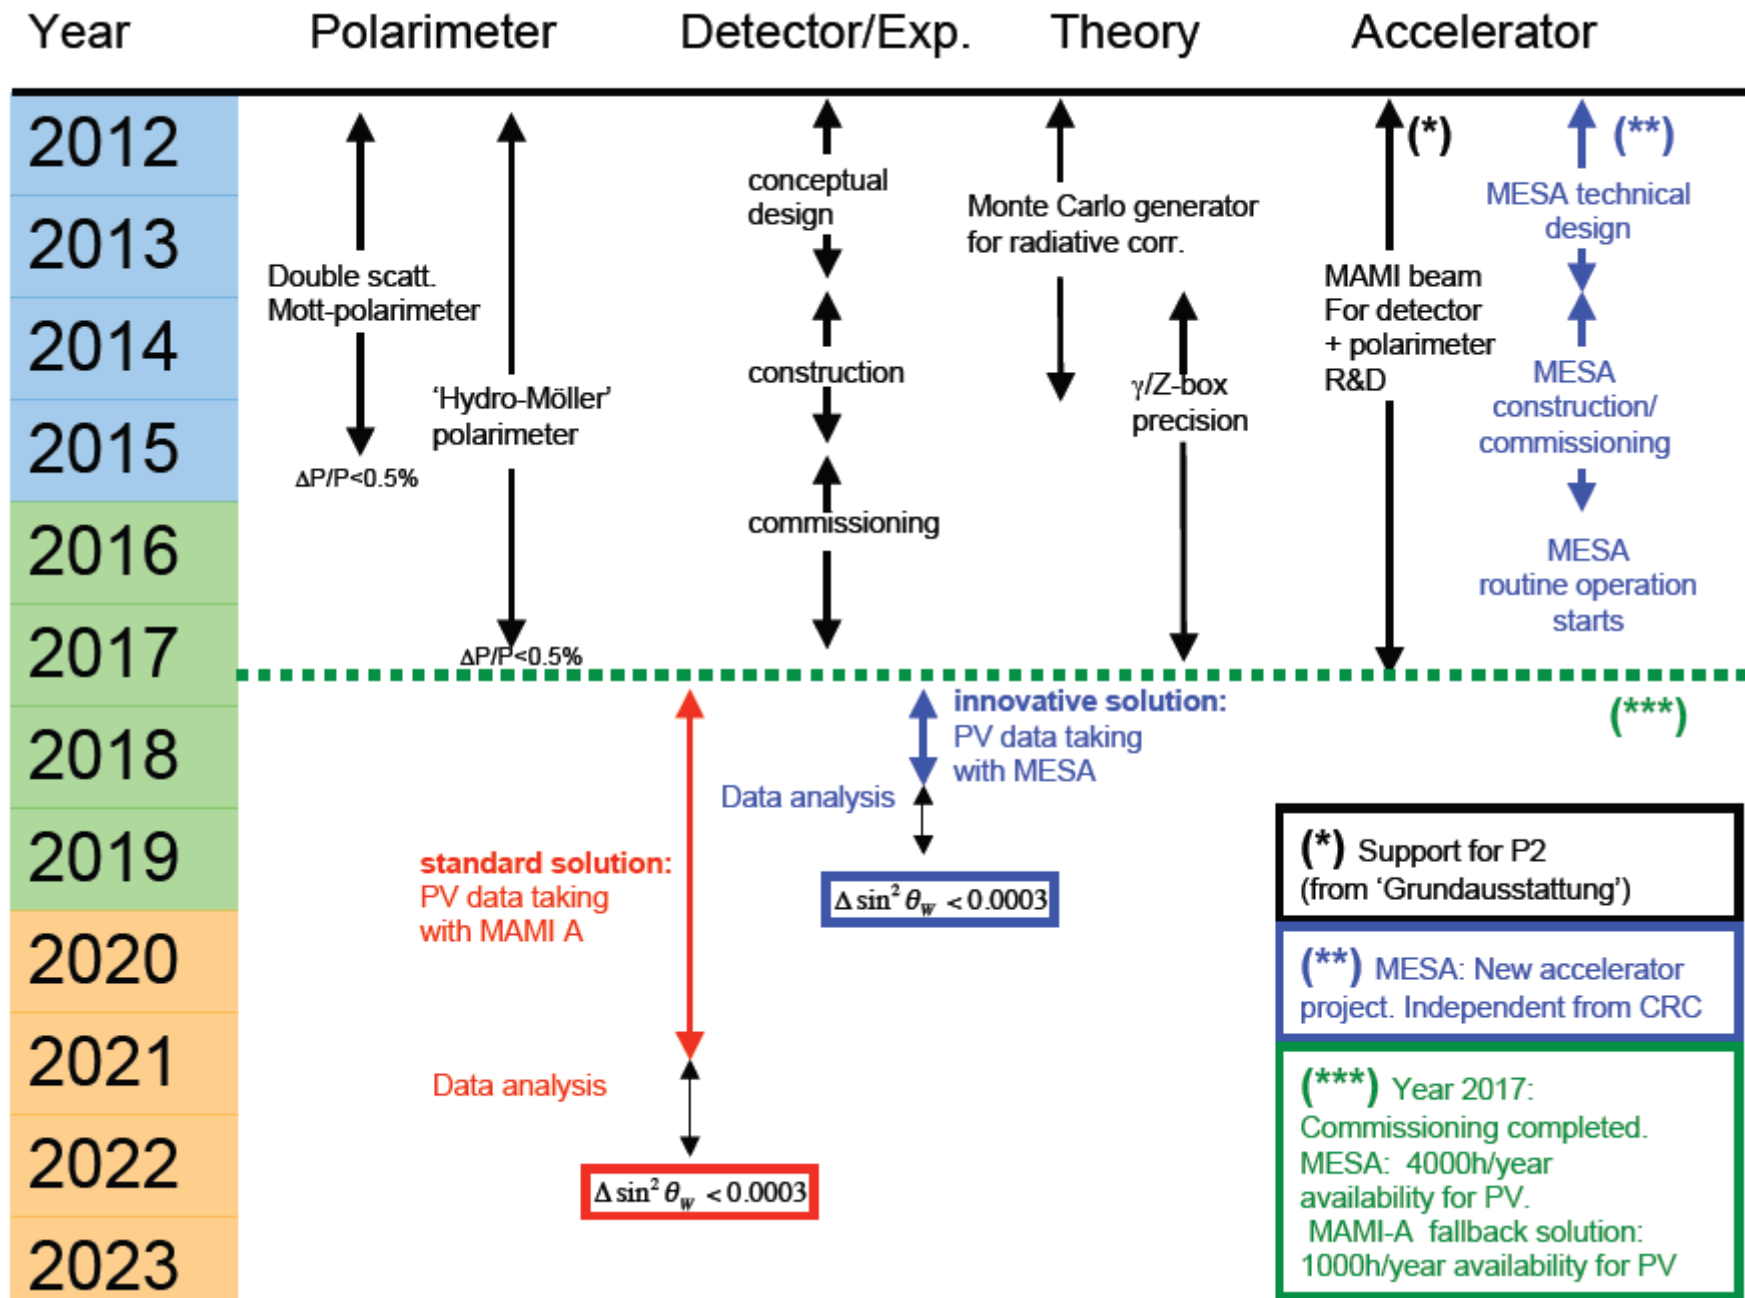 Year Polarimeter Detector/Exp. Theory Accelerator
2012
2013
2014
2015
2016
2017
2018
2019
2020
2021
2022
2023
Double scatt.
Mott-polarimeter
ΔP/P<0.5%
'Hydro-Möller'
polarimeter
ΔP/P<0.5%
conceptual
design
construction
commissioning
Monte Carlo generator
for radiative corr.
γ/Z-box
precision
(*)
MAMI beam
For detector
+ polarimeter
R&D
(**)
MESA technical
design
MESA
construction/
commissioning
MESA
routine operation
starts
(***)
innovative solution:
PV data taking
with MESA
Data analysis
Δ sin² θ_W < 0.0003
standard solution:
PV data taking
with MAMI A
Data analysis
Δ sin² θ_W < 0.0003
(*) Support for P2
(from 'Grundausstattung')
(**) MESA: New accelerator
project. Independent from CRC
(***) Year 2017:
Commissioning completed.
MESA: 4000h/year
availability for PV.
MAMI-A fallback solution:
1000h/year availability for PV